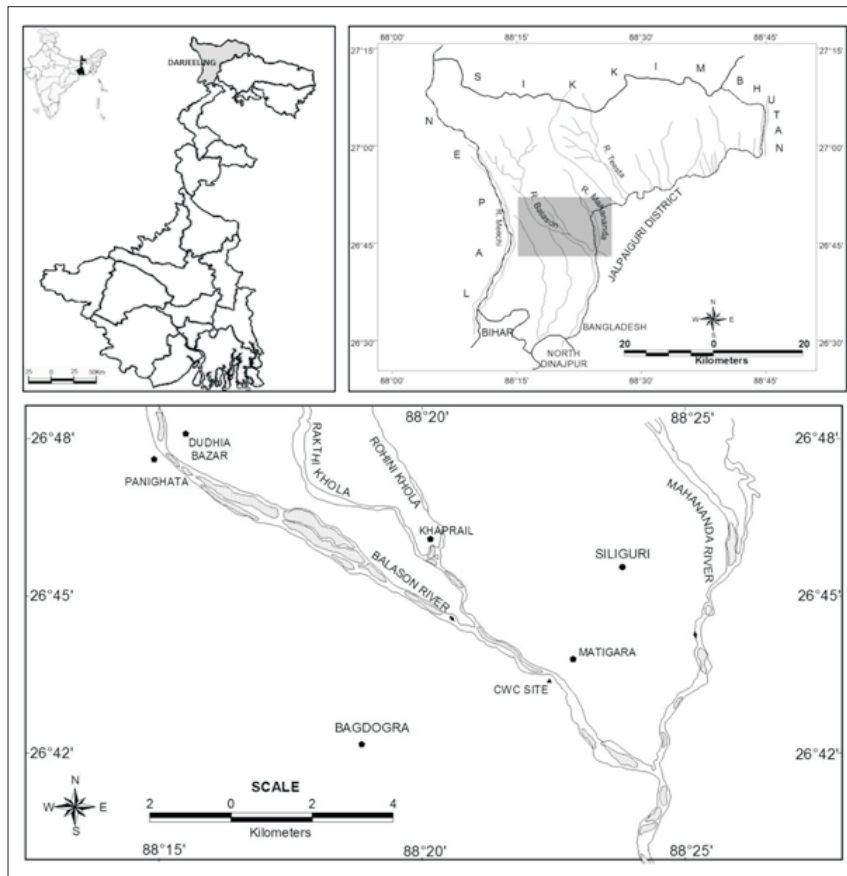 DARJEELING
25 0 25 50Km
88°00' 88°15' 88°30' 88°45'
27°15' 27°15'
SIKKIM
BHUTAN
NEPAL
27°00' 27°00'
R. Teesta
R. Mahananda
R. Balason
R. Mechi
26°45' 26°45'
JALPAIGURI DISTRICT
BIHAR
BANGLADESH
NORTH
DINAJPUR
N
W E
S
20 0 20
Kilometers
26°30' 26°30'
88°00' 88°15' 88°30' 88°45'
88°20' 88°25'
26°48' 26°48'
DUDHIA
BAZAR
PANIGHATA
RAKTHI KHOLA
ROHINI KHOLA
MAHANANDA RIVER
KHAPRAIL
SILIGURI
BALASON RIVER
26°45' 26°45'
MATIGARA
CWC SITE
BAGDOGRA
26°42' 26°42'
N
W E
S
SCALE
2 0 2 4
Kilometers
88°15' 88°20' 88°25'